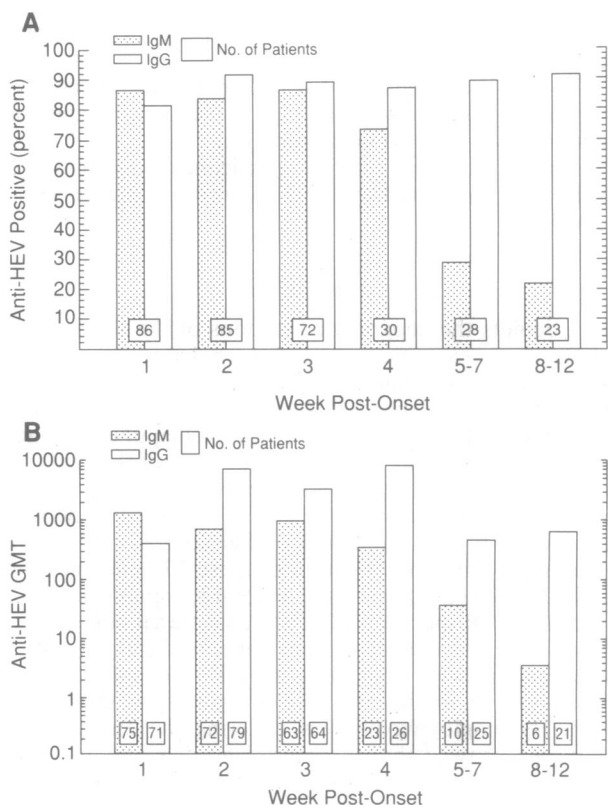 A
IgM
IgG
No. of Patients
Anti-HEV Positive (percent)
100
90
80
70
60
50
40
30
20
10
86 85 72 30 28 23
1 2 3 4 5-7 8-12
Week Post-Onset
B
IgM
IgG
No. of Patients
Anti-HEV GMT
10000
1000
100
10
1
0.1
75 71 72 79 63 64 23 26 10 25 6 21
1 2 3 4 5-7 8-12
Week Post-Onset